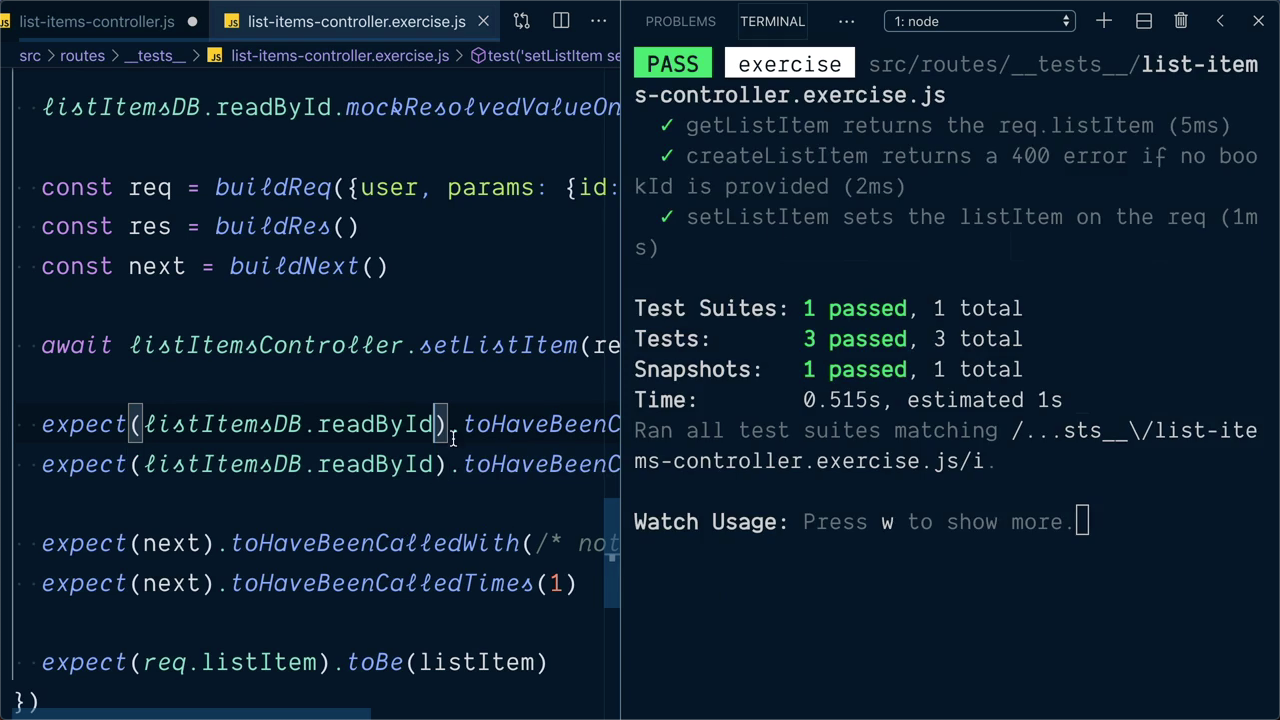 list-items-controller.js
list-items-controller.exercise.js
src > routes > __tests__ > list-items-controller.exercise.js > test('setListItem se
listItemsDB.readById.mockResolvedValueOn
const req = buildReq({user, params: {id:
const res = buildRes()
const next = buildNext()
await listItemsController.setListItem(re
expect(listItemsDB.readById).toHaveBeenC
expect(listItemsDB.readById).toHaveBeenC
expect(next).toHaveBeenCalledWith(/* not
expect(next).toHaveBeenCalledTimes(1)
expect(req.listItem).toBe(listItem)
})
PROBLEMS TERMINAL ··· 1: node
PASS exercise src/routes/__tests__/list-item
s-controller.exercise.js
✓ getListItem returns the req.listItem (5ms)
✓ createListItem returns a 400 error if no boo
kId is provided (2ms)
✓ setListItem sets the listItem on the req (1m
s)
Test Suites: 1 passed, 1 total
Tests: 3 passed, 3 total
Snapshots: 1 passed, 1 total
Time: 0.515s, estimated 1s
Ran all test suites matching /...sts__\/list-ite
ms-controller.exercise.js/i.
Watch Usage: Press w to show more.